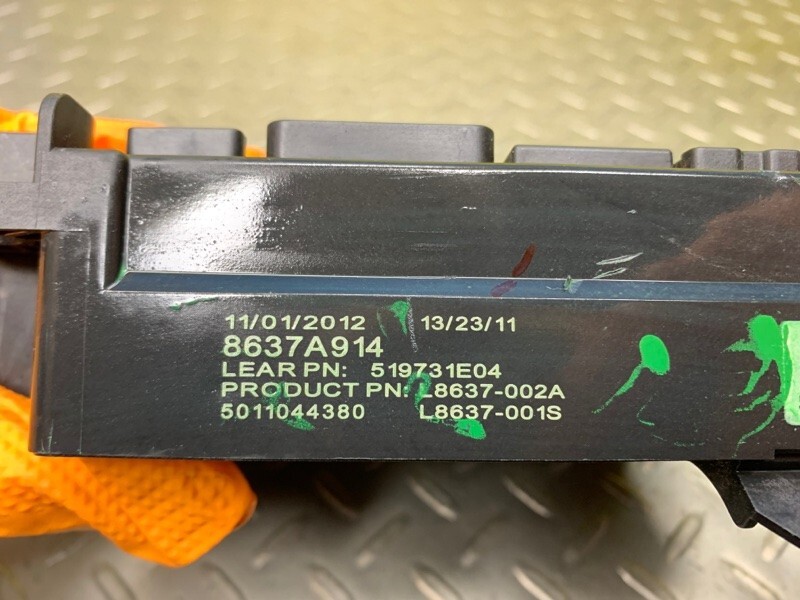 11/01/2012 13/23/11
8637A914
LEAR PN: 519731E04
PRODUCT PN: L8637-002A
5011044380 L8637-001S